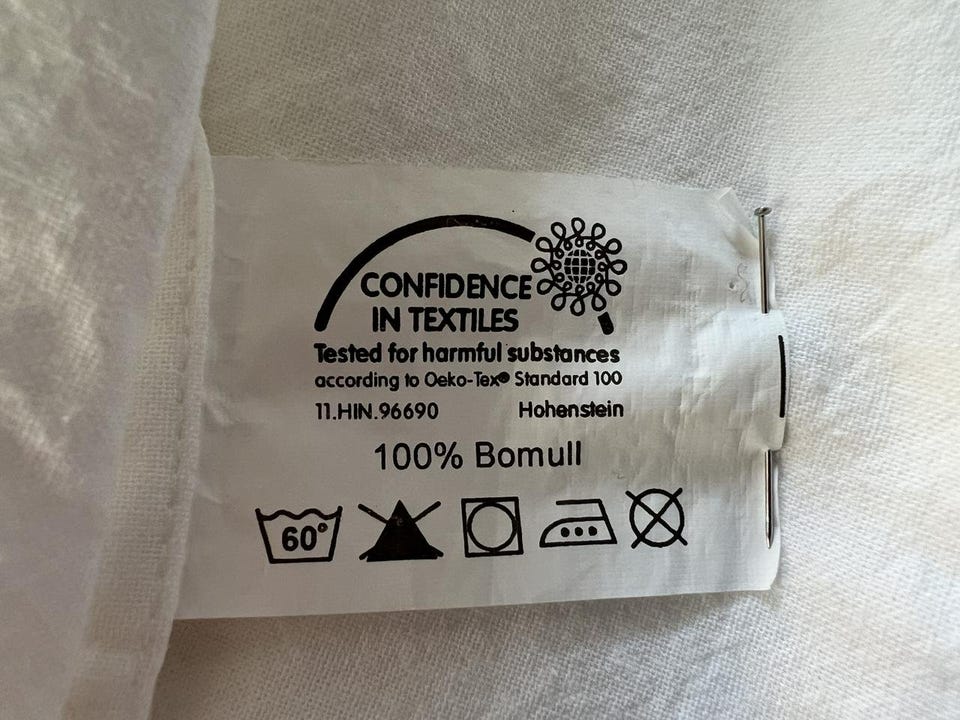 CONFIDENCE
IN TEXTILES
Tested for harmful substances
according to Oeko-Tex® Standard 100
11.HIN.96690 Hohenstein
100% Bomull
60°